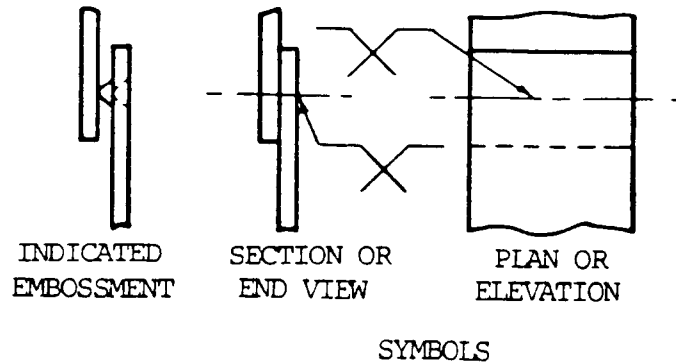 INDICATED
EMBOSSMENT
SECTION OR
END VIEW
PLAN OR
ELEVATION
SYMBOLS